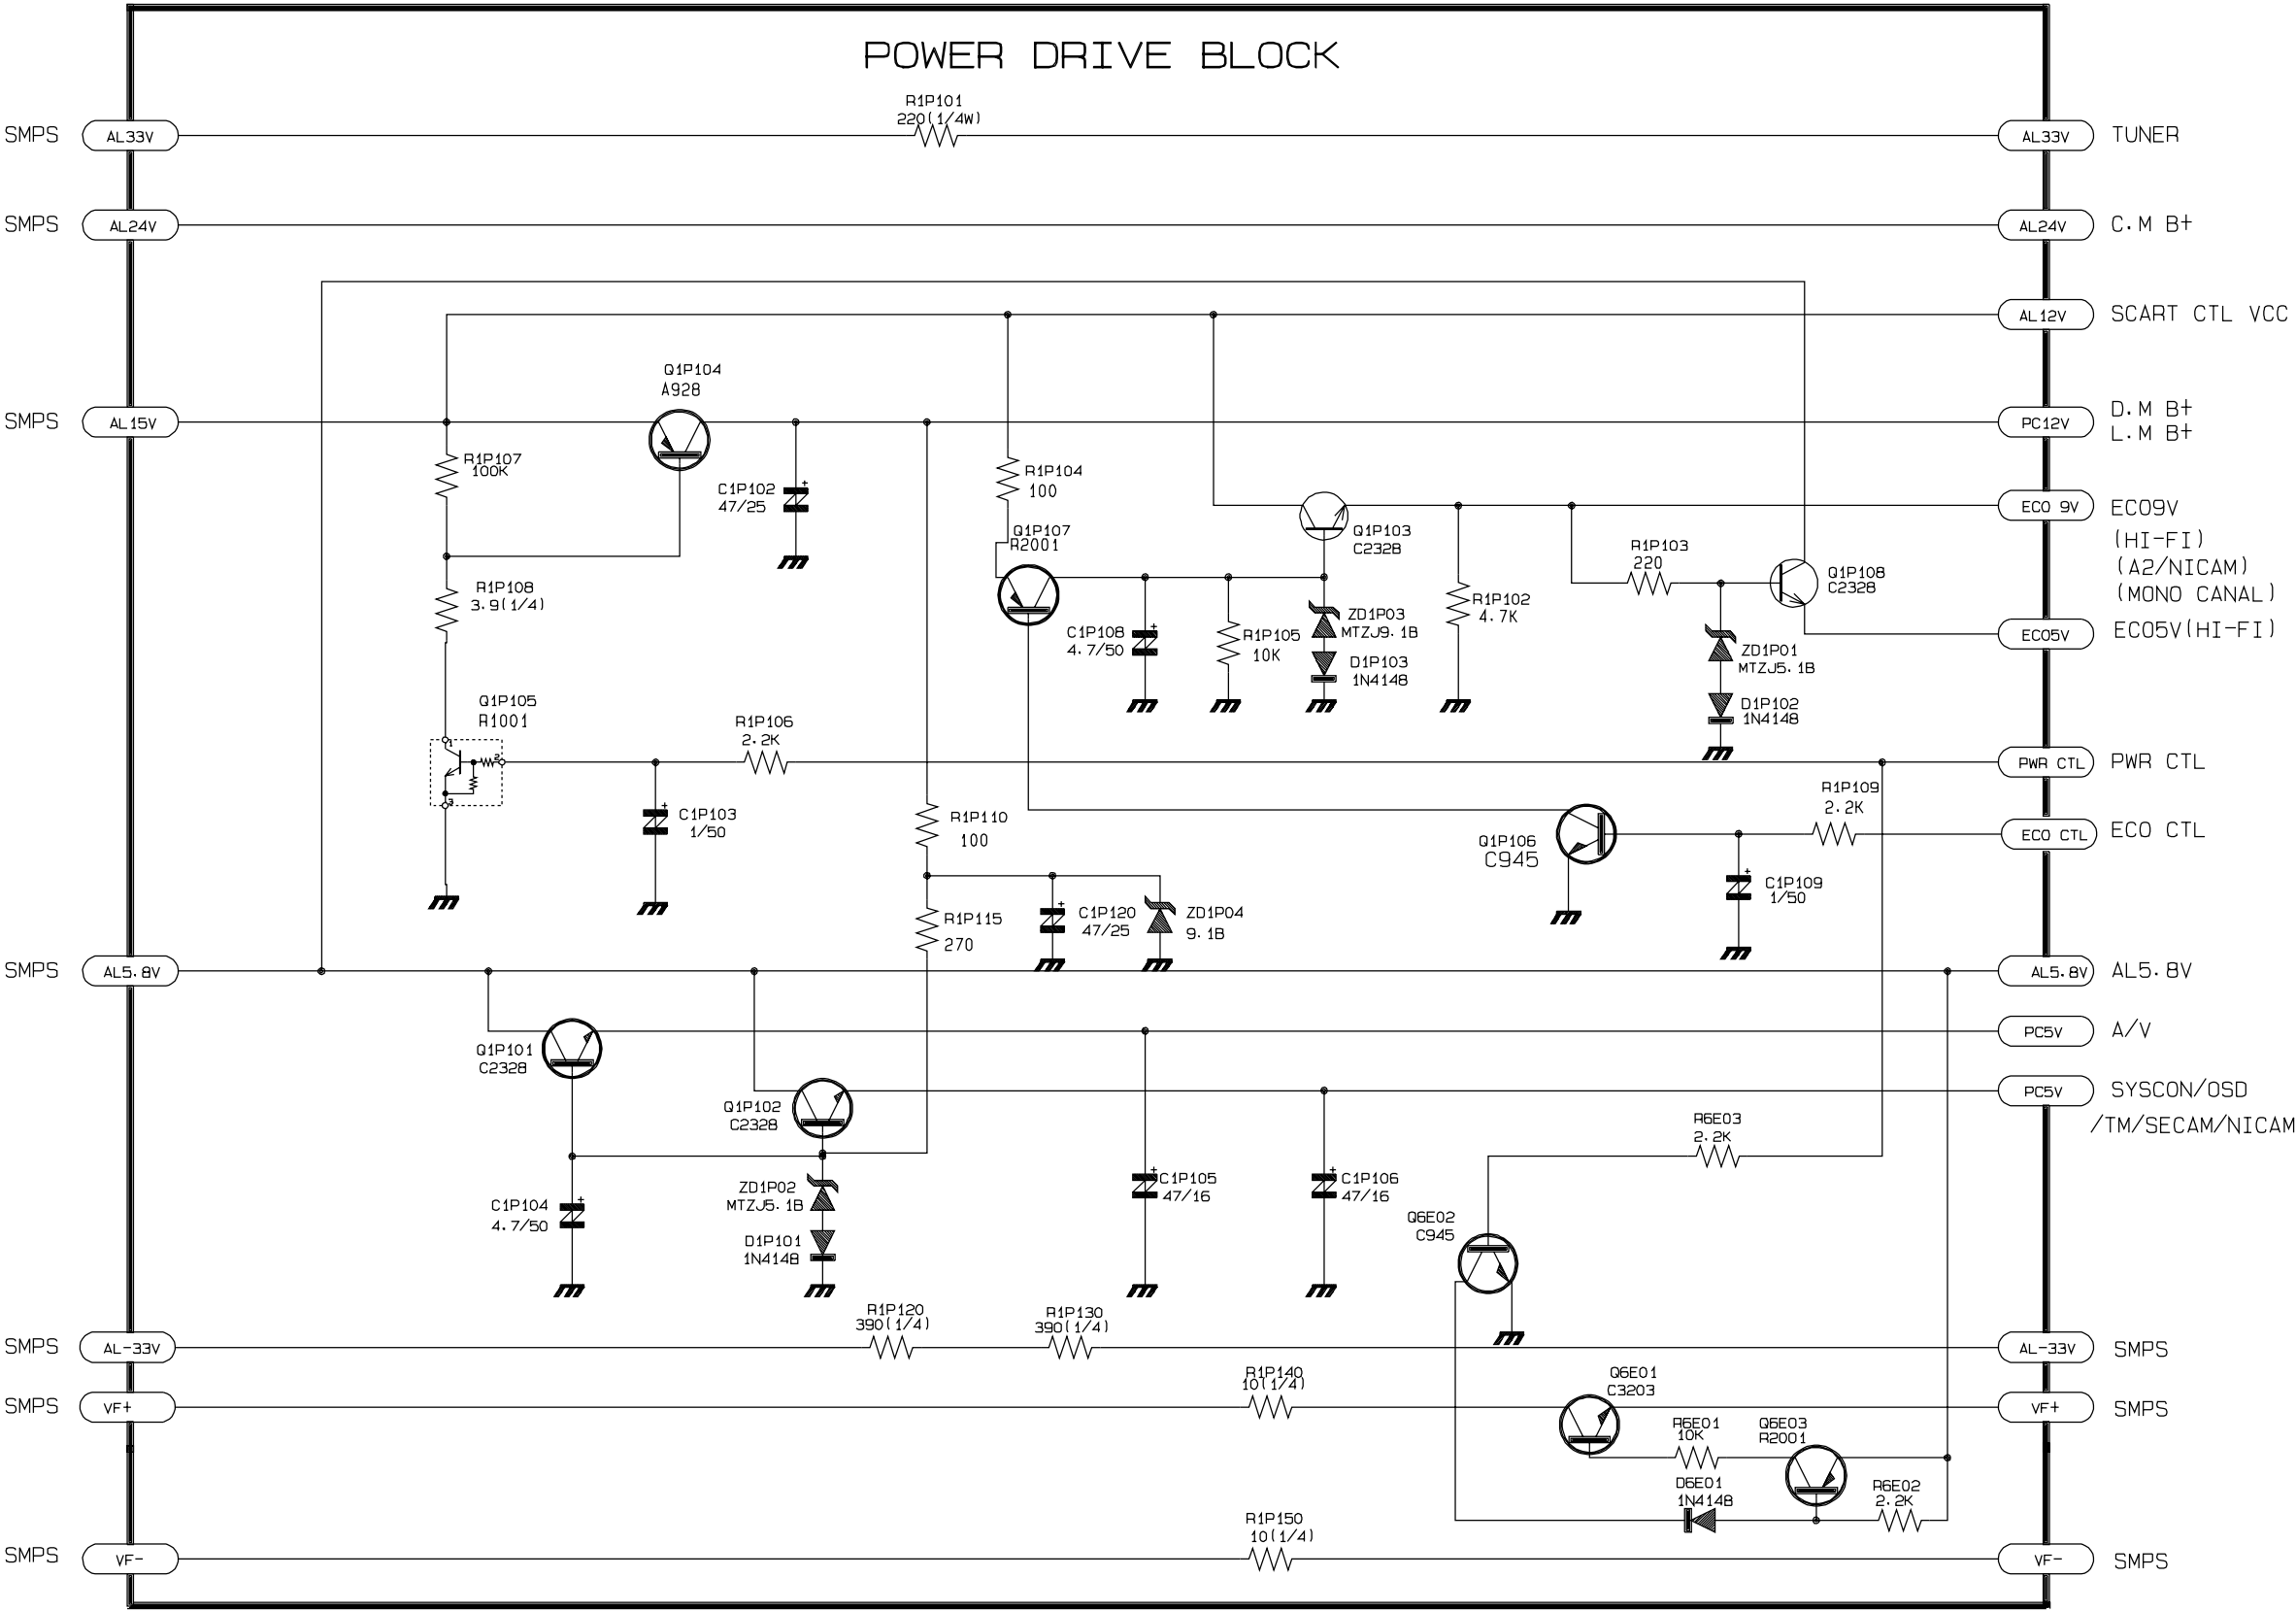 POWER DRIVE BLOCK
R1P101
220(1/4W)
SMPS
AL33V
AL33V
TUNER
SMPS
AL24V
AL24V
C.M B+
AL12V
SCART CTL VCC
Q1P104
A928
SMPS
AL15V
PC12V
D.M B+
L.M B+
R1P107
100K
C1P102
47/25
R1P104
100
Q1P107
R2001
Q1P103
C2328
ECO 9V
ECO9V
(HI-FI)
(A2/NICAM)
(MONO CANAL)
R1P103
220
Q1P108
C2328
R1P108
3.9(1/4)
C1P108
4.7/50
R1P105
10K
ZD1P03
MTZJ9.1B
D1P103
1N4148
R1P102
4.7K
ECO5V
ECO5V(HI-FI)
ZD1P01
MTZJ5.1B
D1P102
1N4148
Q1P105
R1001
1
2
3
R1P106
2.2K
PWR CTL
PWR CTL
R1P109
2.2K
C1P103
1/50
R1P110
100
Q1P106
C945
ECO CTL
ECO CTL
C1P109
1/50
R1P115
270
C1P120
47/25
ZD1P04
9.1B
SMPS
AL5.8V
AL5.8V
AL5.8V
Q1P101
C2328
PC5V
A/V
Q1P102
C2328
PC5V
SYSCON/OSD
/TM/SECAM/NICAM
R6E03
2.2K
C1P104
4.7/50
ZD1P02
MTZJ5.1B
D1P101
1N4148
C1P105
47/16
C1P106
47/16
Q6E02
C945
R1P120
390(1/4)
R1P130
390(1/4)
SMPS
AL-33V
AL-33V
SMPS
R1P140
10(1/4)
Q6E01
C3203
SMPS
VF+
VF+
SMPS
R6E01
10K
Q6E03
R2001
D6E01
1N4148
R6E02
2.2K
R1P150
10(1/4)
SMPS
VF-
VF-
SMPS